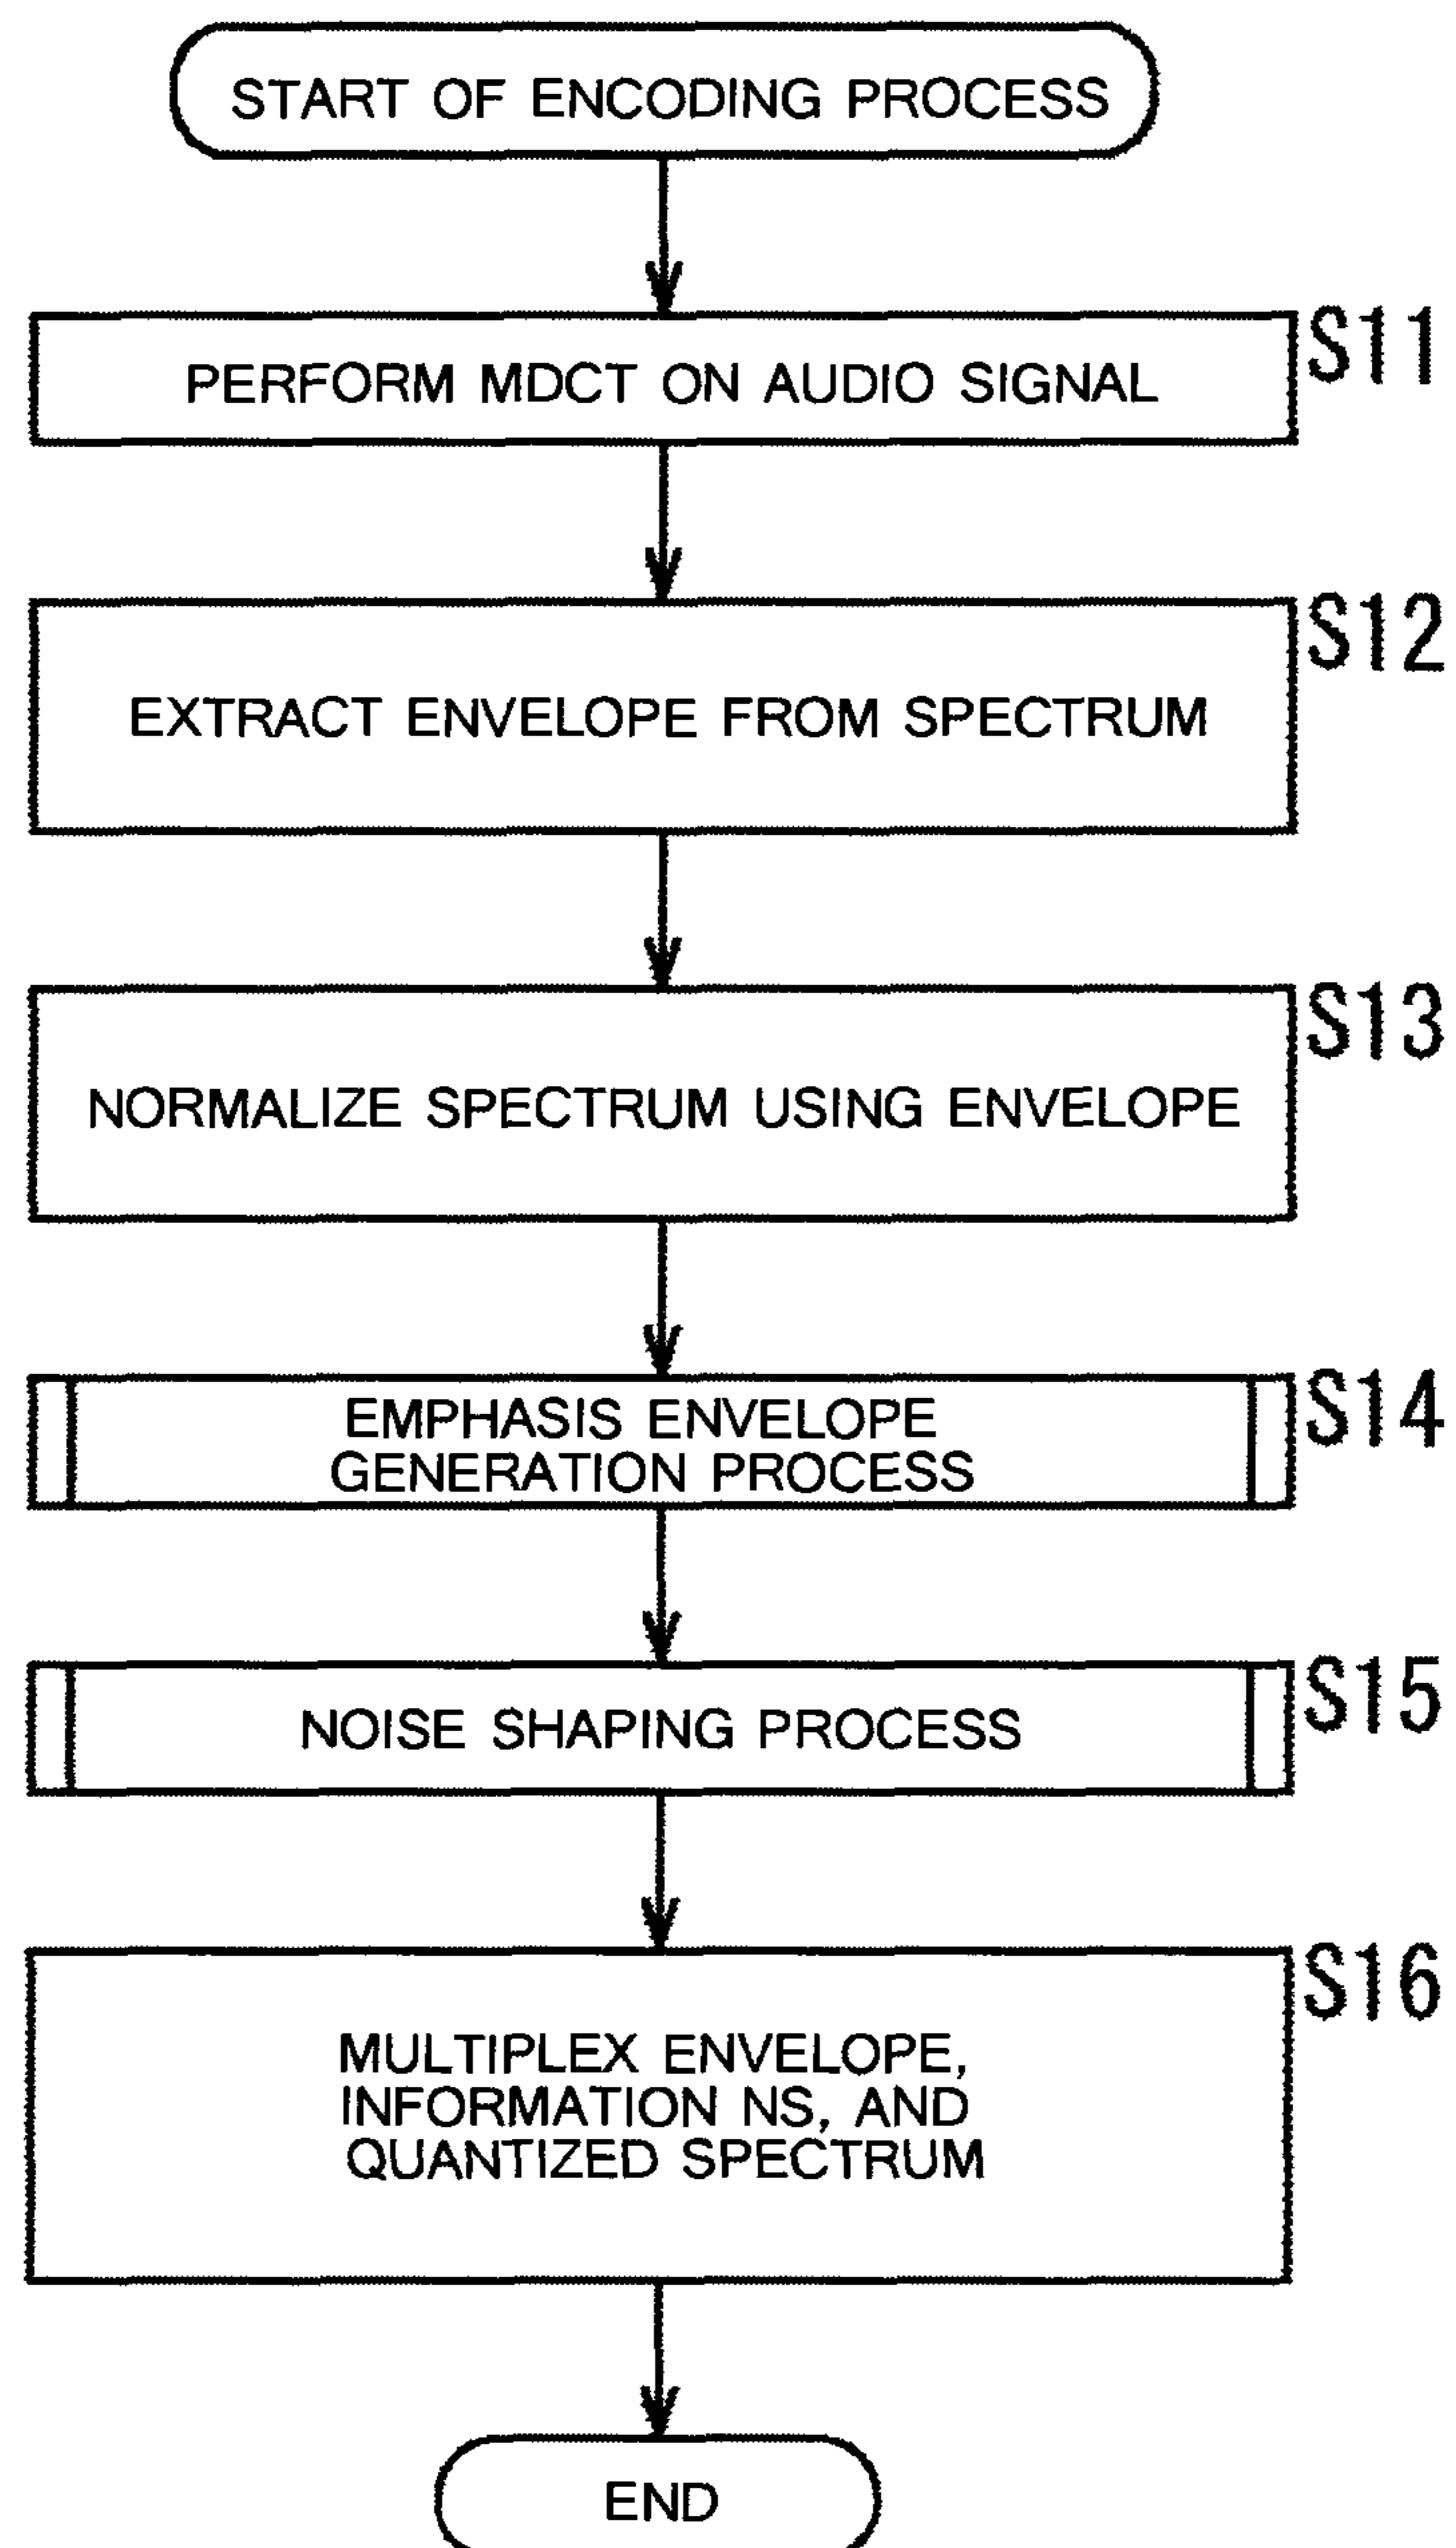 START OF ENCODING PROCESS
S11
PERFORM MDCT ON AUDIO SIGNAL
S12
EXTRACT ENVELOPE FROM SPECTRUM
S13
NORMALIZE SPECTRUM USING ENVELOPE
S14
EMPHASIS ENVELOPE
GENERATION PROCESS
S15
NOISE SHAPING PROCESS
S16
MULTIPLEX ENVELOPE,
INFORMATION NS, AND
QUANTIZED SPECTRUM
END